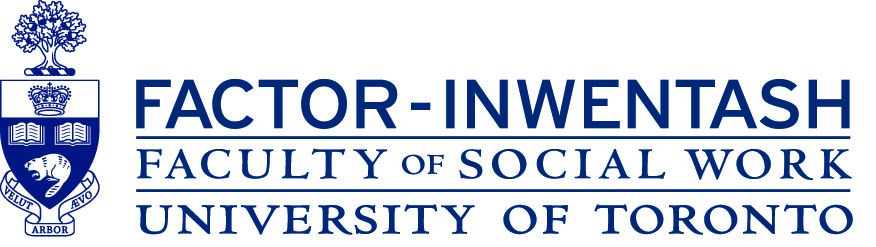 FACTOR-INWENTASH
FACULTY OF SOCIAL WORK
UNIVERSITY OF TORONTO
VELUT ARBOR ÆVO